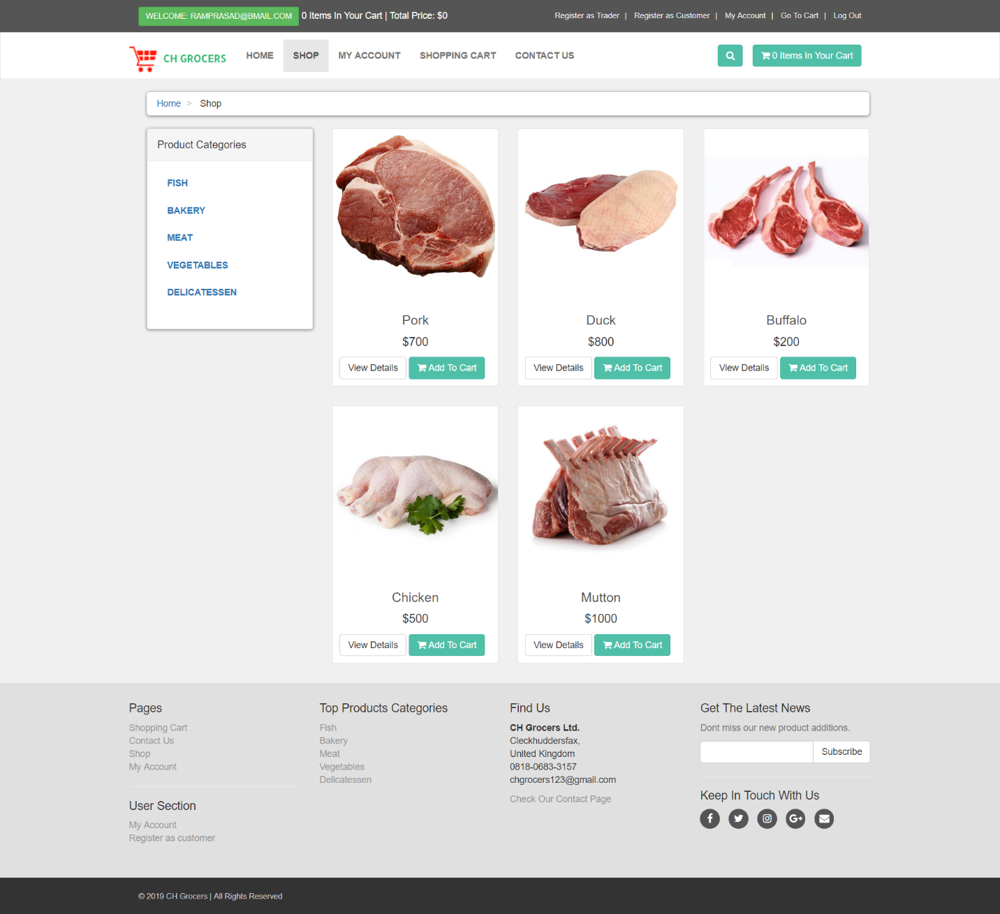 WELCOME: RAMPRASAD@BMAIL.COM 0 Items In Your Cart | Total Price: $0 Register as Trader | Register as Customer | My Account | Go To Cart | Log Out
CH GROCERS HOME SHOP MY ACCOUNT SHOPPING CART CONTACT US 0 Items In Your Cart
Home > Shop
Product Categories
FISH
BAKERY
MEAT
VEGETABLES
DELICATESSEN
Pork
$700
View Details Add To Cart
Duck
$800
View Details Add To Cart
Buffalo
$200
View Details Add To Cart
Chicken
$500
View Details Add To Cart
Mutton
$1000
View Details Add To Cart
Pages
Shopping Cart
Contact Us
Shop
My Account
User Section
My Account
Register as customer
Top Products Categories
Fish
Bakery
Meat
Vegetables
Delicatessen
Find Us
CH Grocers Ltd.
Cleckhuddersfax,
United Kingdom
0818-0683-3157
chgrocers123@gmail.com
Check Our Contact Page
Get The Latest News
Dont miss our new product additions.
Subscribe
Keep In Touch With Us
© 2019 CH Grocers | All Rights Reserved